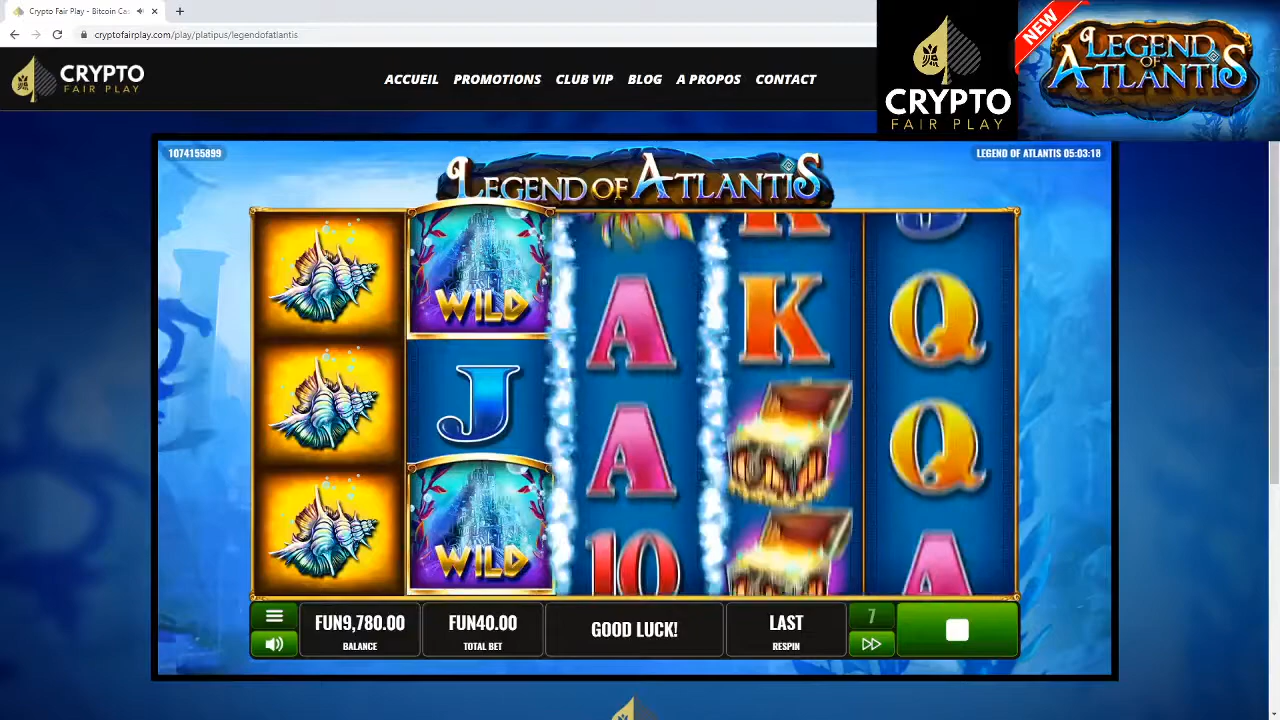 Crypto Fair Play - Bitcoin Ca
cryptofairplay.com/play/platipus/legendofatlantis
CRYPTO
FAIR PLAY
ACCUEIL PROMOTIONS CLUB VIP BLOG A PROPOS CONTACT
CRYPTO
FAIR PLAY
NEW
LEGEND
OF
ATLANTIS
1074155899
LEGEND OF ATLANTIS 05:03:18
LEGEND OF ATLANTIS
WILD
A
K
Q
J
A
Q
WILD
10
A
FUN9,780.00
BALANCE
FUN40.00
TOTAL BET
GOOD LUCK!
LAST
RESPIN
7